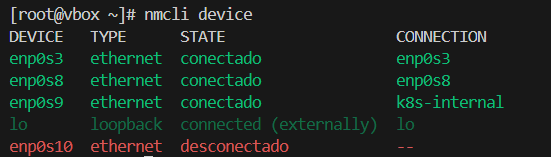 [root@vbox ~]# nmcli device
DEVICE TYPE STATE CONNECTION
enp0s3 ethernet conectado enp0s3
enp0s8 ethernet conectado enp0s8
enp0s9 ethernet conectado k8s-internal
lo loopback connected (externally) lo
enp0s10 ethernet desconectado --